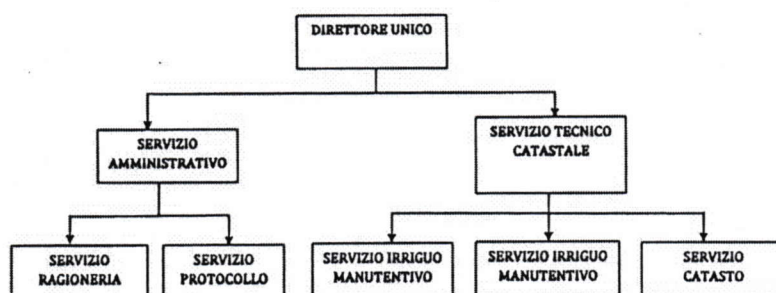 DIRETTORE UNICO
SERVIZIO
AMMINISTRATIVO
SERVIZIO TECNICO
CATASTALE
SERVIZIO
RAGIONERIA
SERVIZIO
PROTOCOLLO
SERVIZIO IRRIGUO
MANUTENTIVO
SERVIZIO IRRIGUO
MANUTENTIVO
SERVIZIO
CATASTO